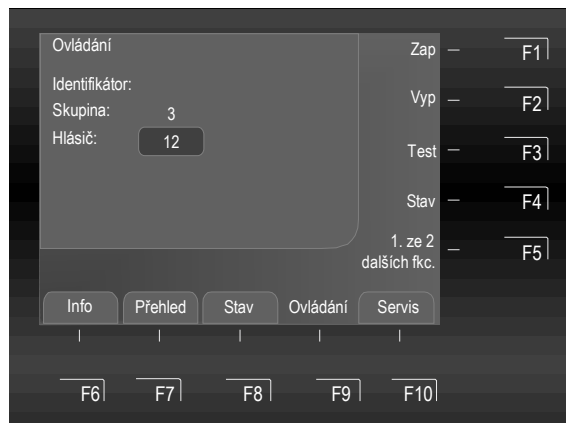 Ovládání
Identifikátor:
Skupina: 3
Hlásič: 12
Zap F1
Vyp F2
Test F3
Stav F4
1. ze 2
dalších fkc. F5
Info Přehled Stav Ovládání Servis
F6 F7 F8 F9 F10